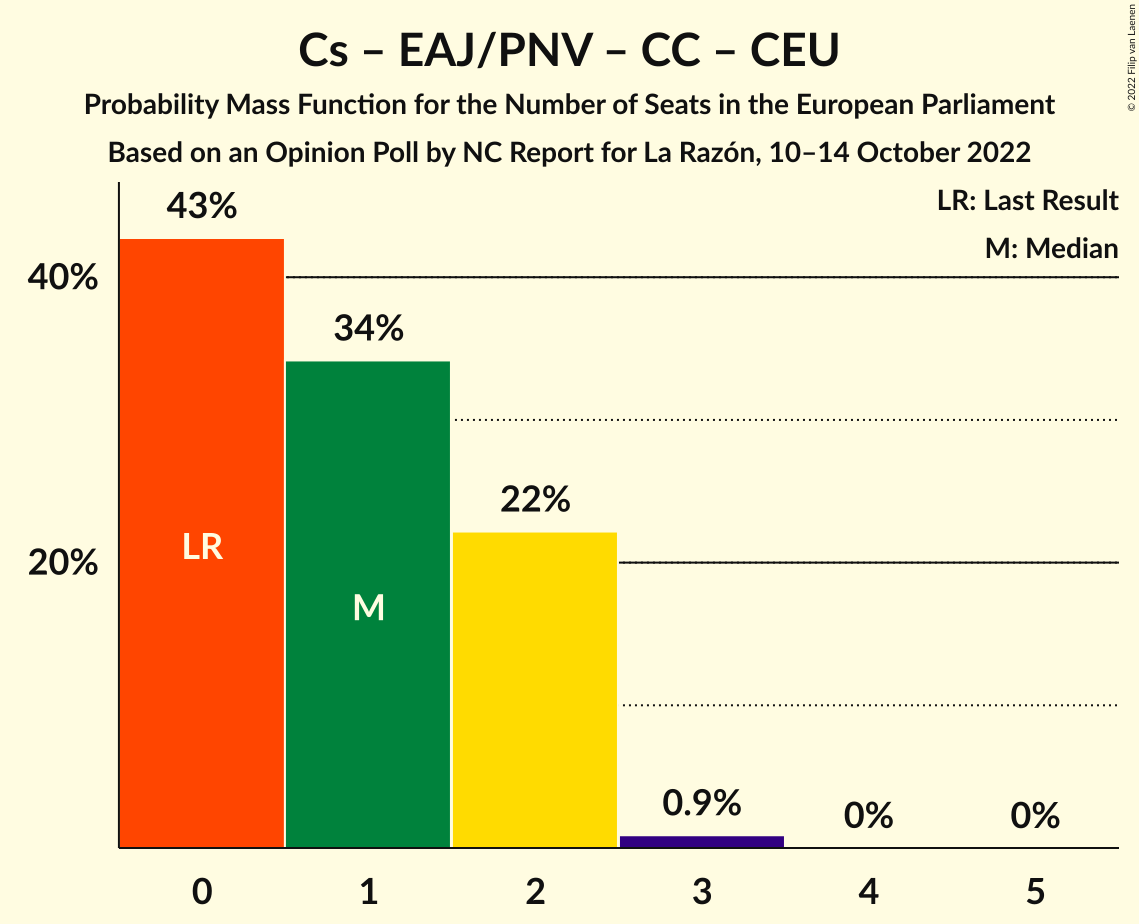 Cs – EAJ/PNV – CC – CEU
Probability Mass Function for the Number of Seats in the European Parliament
Based on an Opinion Poll by NC Report for La Razón, 10–14 October 2022
© 2022 Filip van Laenen
LR: Last Result
M: Median
43%
40%
34%
22%
20%
LR
M
0.9%
0%
0%
0
1
2
3
4
5